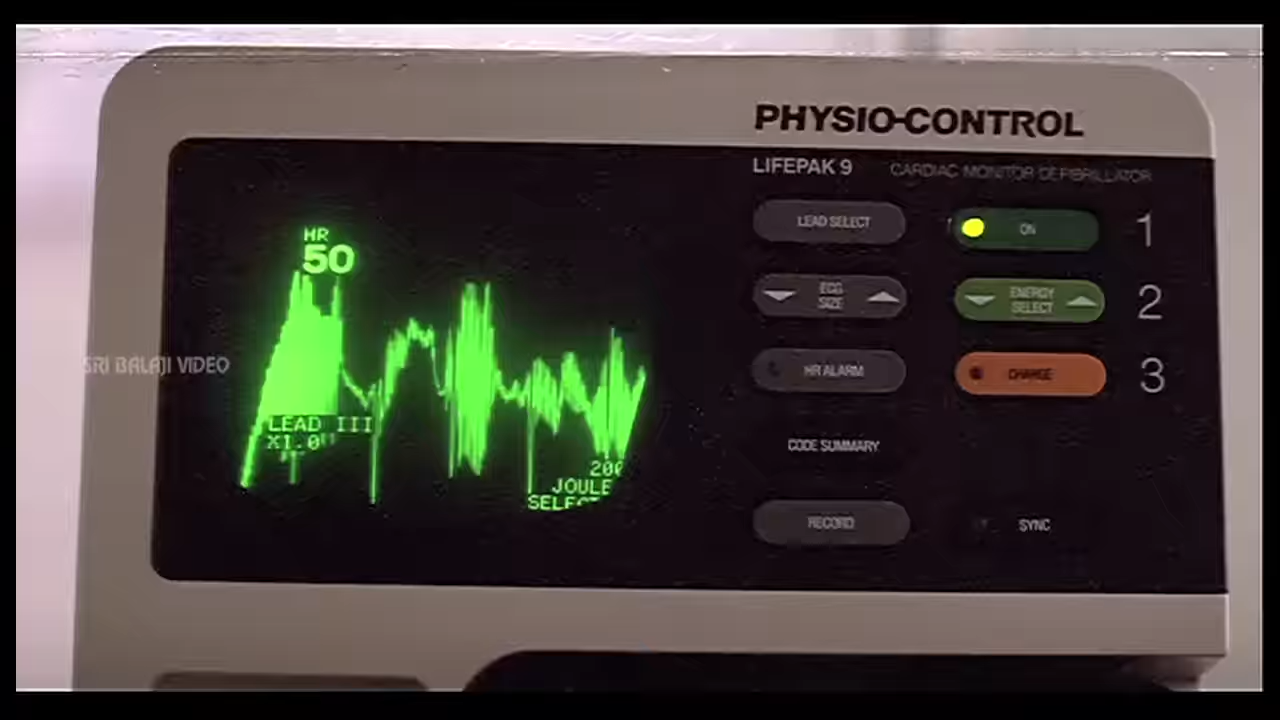 PHYSIO-CONTROL
LIFEPAK 9 CARDIAC MONITOR DEFIBRILLATOR
LEAD SELECT
ON
1
HR
50
ECG
SIZE
ENERGY
SELECT
2
SRI BALAJI VIDEO
HR ALARM
CHARGE
3
LEAD III
X1.0
CODE SUMMARY
200
JOULE
SELECT
RECORD
SYNC